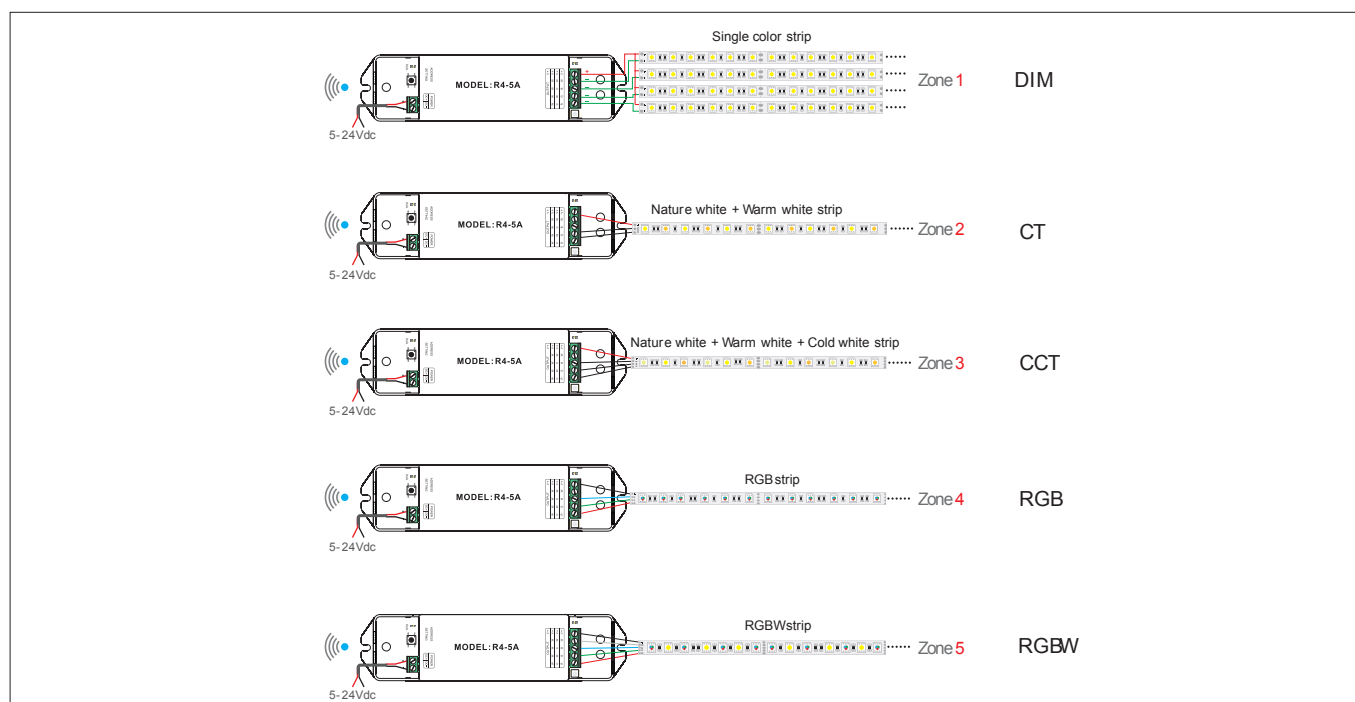 Single color strip
MODEL:R4-5A
Zone 1
DIM
5-24Vdc
Nature white + Warm white strip
MODEL:R4-5A
Zone 2
CT
5-24Vdc
Nature white + Warm white + Cold white strip
MODEL:R4-5A
Zone 3
CCT
5-24Vdc
RGB strip
MODEL:R4-5A
Zone 4
RGB
5-24Vdc
RGBWstrip
MODEL:R4-5A
Zone 5
RGBW
5-24Vdc